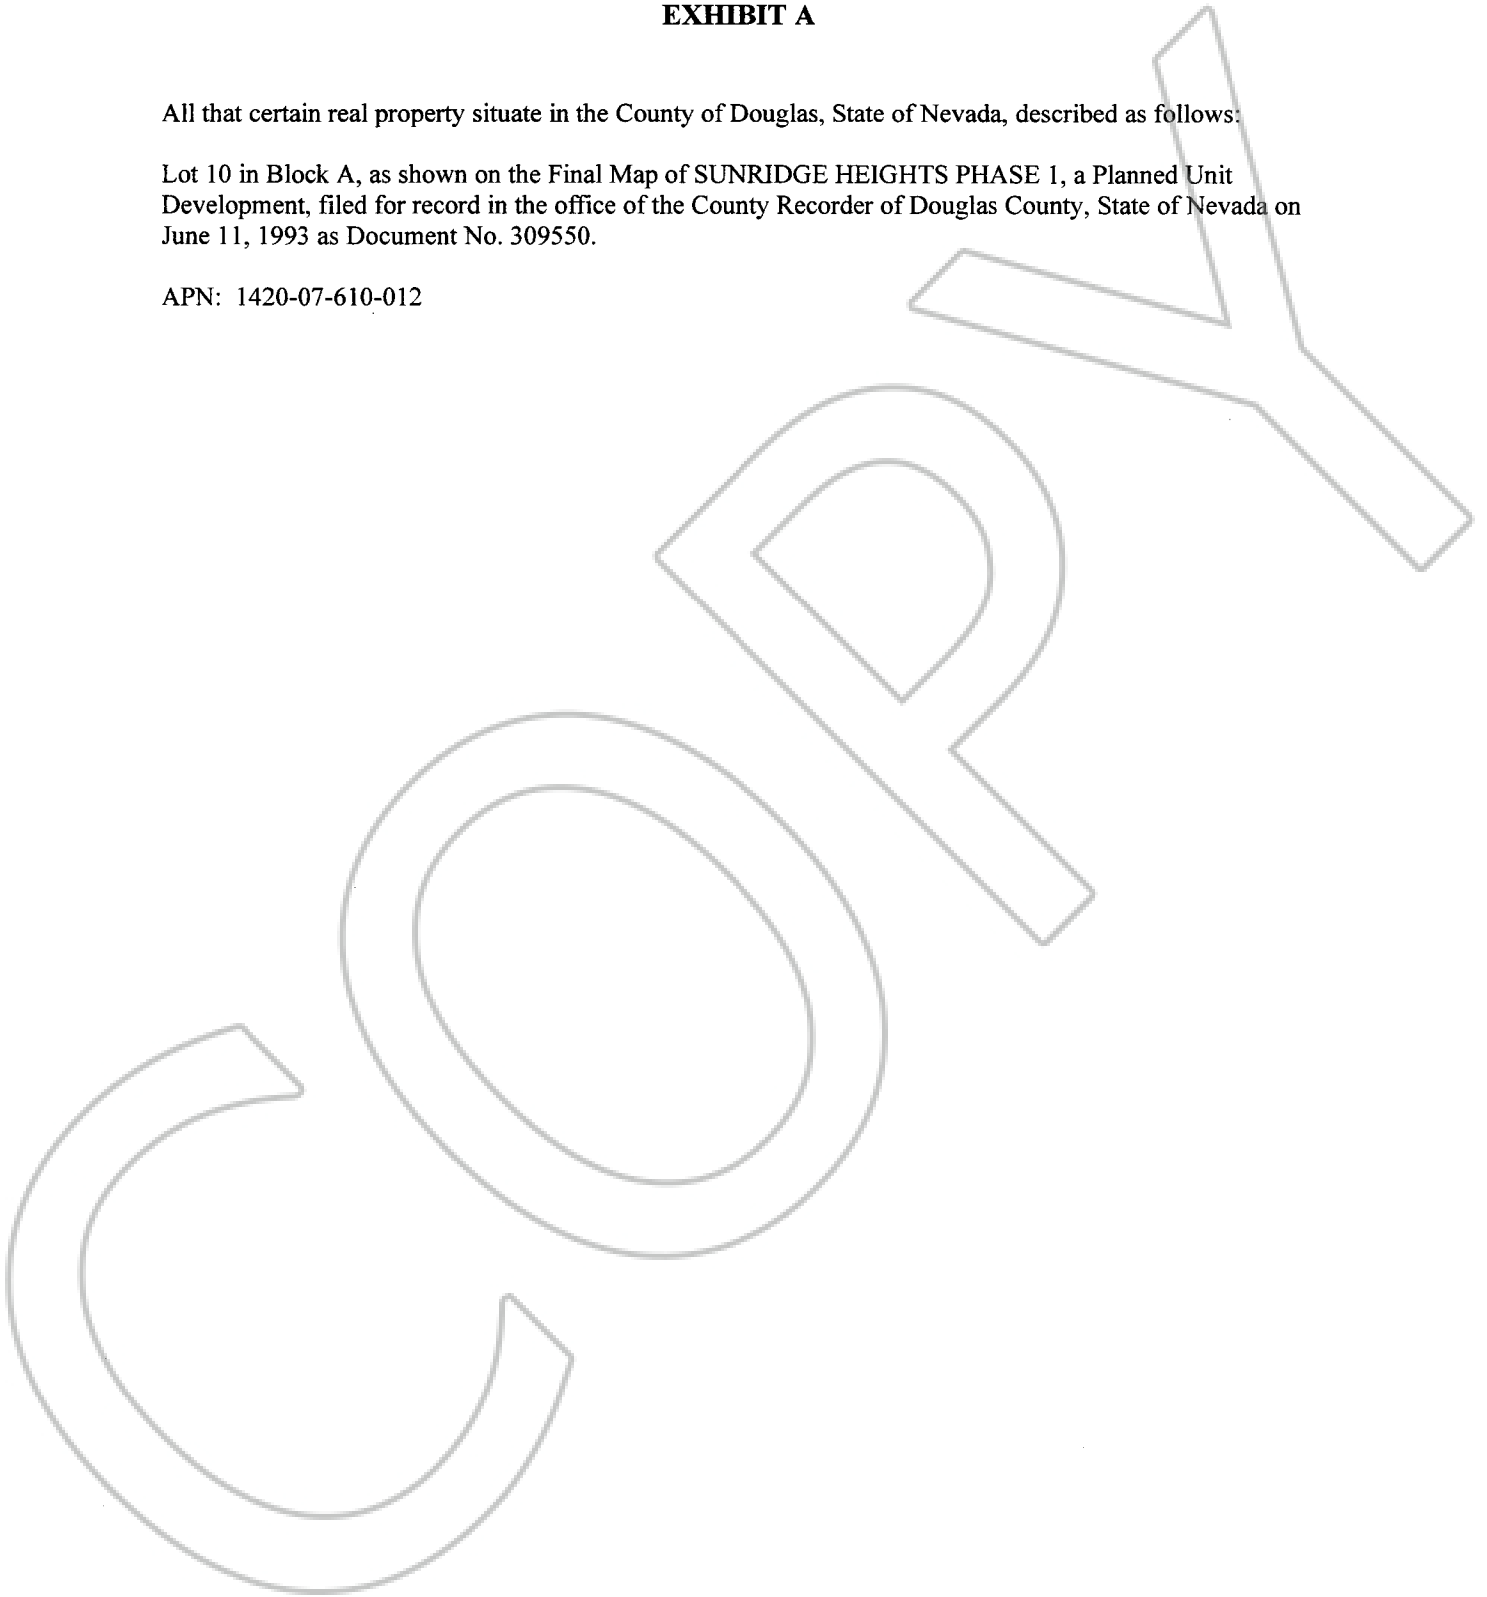 EXHIBIT A
All that certain real property situate in the County of Douglas, State of Nevada, described as follows:
Lot 10 in Block A, as shown on the Final Map of SUNRIDGE HEIGHTS PHASE 1, a Planned Unit
Development, filed for record in the office of the County Recorder of Douglas County, State of Nevada on
June 11, 1993 as Document No. 309550.
APN: 1420-07-610-012
COPY